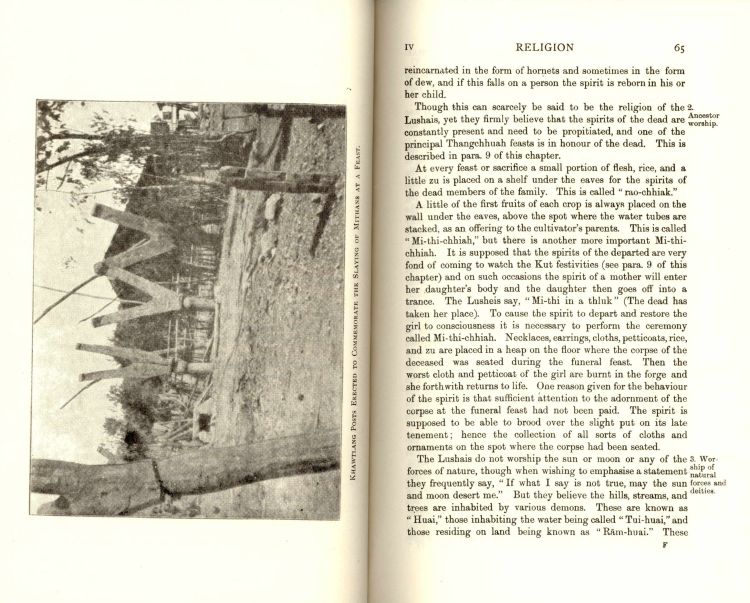 KHAWTLANG POSTS ERECTED TO COMMEMORATE THE SLAYING OF MITHANS AT A FEAST.
IV RELIGION 65
reincarnated in the form of hornets and sometimes in the form
of dew, and if this falls on a person the spirit is reborn in his or
her child.
Though this can scarcely be said to be the religion of the
Lushais, yet they firmly believe that the spirits of the dead are
constantly present and need to be propitiated, and one of the
principal Thangchhuah feasts is in honour of the dead. This is
described in para. 9 of this chapter.
2.
Ancestor
worship.
At every feast or sacrifice a small portion of flesh, rice, and a
little zu is placed on a shelf under the eaves for the spirits of
the dead members of the family. This is called "rao-chhiak."
A little of the first fruits of each crop is always placed on the
wall under the eaves, above the spot where the water tubes are
stacked, as an offering to the cultivator's parents. This is called
"Mi-thi-chhiah," but there is another more important Mi-thi-
chhiah. It is supposed that the spirits of the departed are very
fond of coming to watch the Kut festivities (see para. 9 of this
chapter) and on such occasions the spirit of a mother will enter
her daughter's body and the daughter then goes off into a
trance. The Lusheis say, "Mi-thi in a thluk" (The dead has
taken her place). To cause the spirit to depart and restore the
girl to consciousness it is necessary to perform the ceremony
called Mi-thi-chhiah. Necklaces, earrings, cloths, petticoats, rice,
and zu are placed in a heap on the floor where the corpse of the
deceased was seated during the funeral feast. Then the
worst cloth and petticoat of the girl are burnt in the forge and
she forthwith returns to life. One reason given for the behaviour
of the spirit is that sufficient attention to the adornment of the
corpse at the funeral feast had not been paid. The spirit is
supposed to be able to brood over the slight put on its late
tenement; hence the collection of all sorts of cloths and
ornaments on the spot where the corpse had been seated.
The Lushais do not worship the sun or moon or any of the
forces of nature, though when wishing to emphasise a statement
they frequently say, "If what I say is not true, may the sun
and moon desert me." But they believe the hills, streams, and
trees are inhabited by various demons. These are known as
"Huai," those inhabiting the water being called "Tui-huai," and
those residing on land being known as "Rām-huai." These
3. Wor-
ship of
natural
forces and
deities.
F